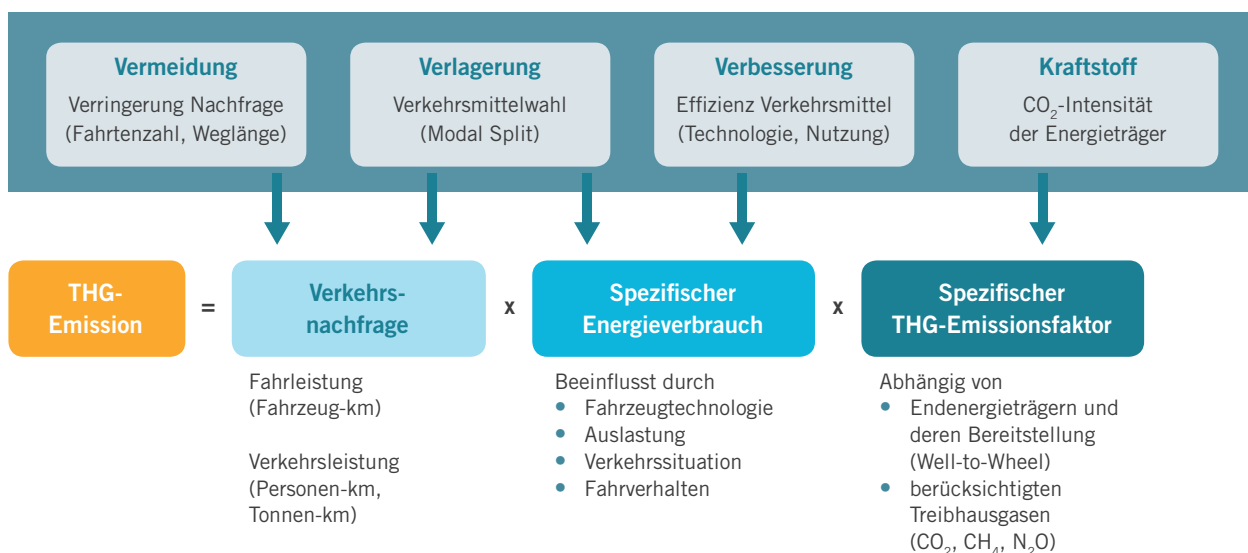 Vermeidung
Verringerung Nachfrage
(Fahrtenzahl, Weglänge)
Verlagerung
Verkehrsmittelwahl
(Modal Split)
Verbesserung
Effizienz Verkehrsmittel
(Technologie, Nutzung)
Kraftstoff
CO₂-Intensität
der Energieträger
THG-
Emission
=
Verkehrs-
nachfrage
x
Spezifischer
Energieverbrauch
x
Spezifischer
THG-Emissionsfaktor
Fahrleistung
(Fahrzeug-km)
Verkehrsleistung
(Personen-km,
Tonnen-km)
Beeinflusst durch
• Fahrzeugtechnologie
• Auslastung
• Verkehrssituation
• Fahrverhalten
Abhängig von
• Endenergieträgern und
deren Bereitstellung
(Well-to-Wheel)
• berücksichtigten
Treibhausgasen
(CO₂, CH₄, N₂O)